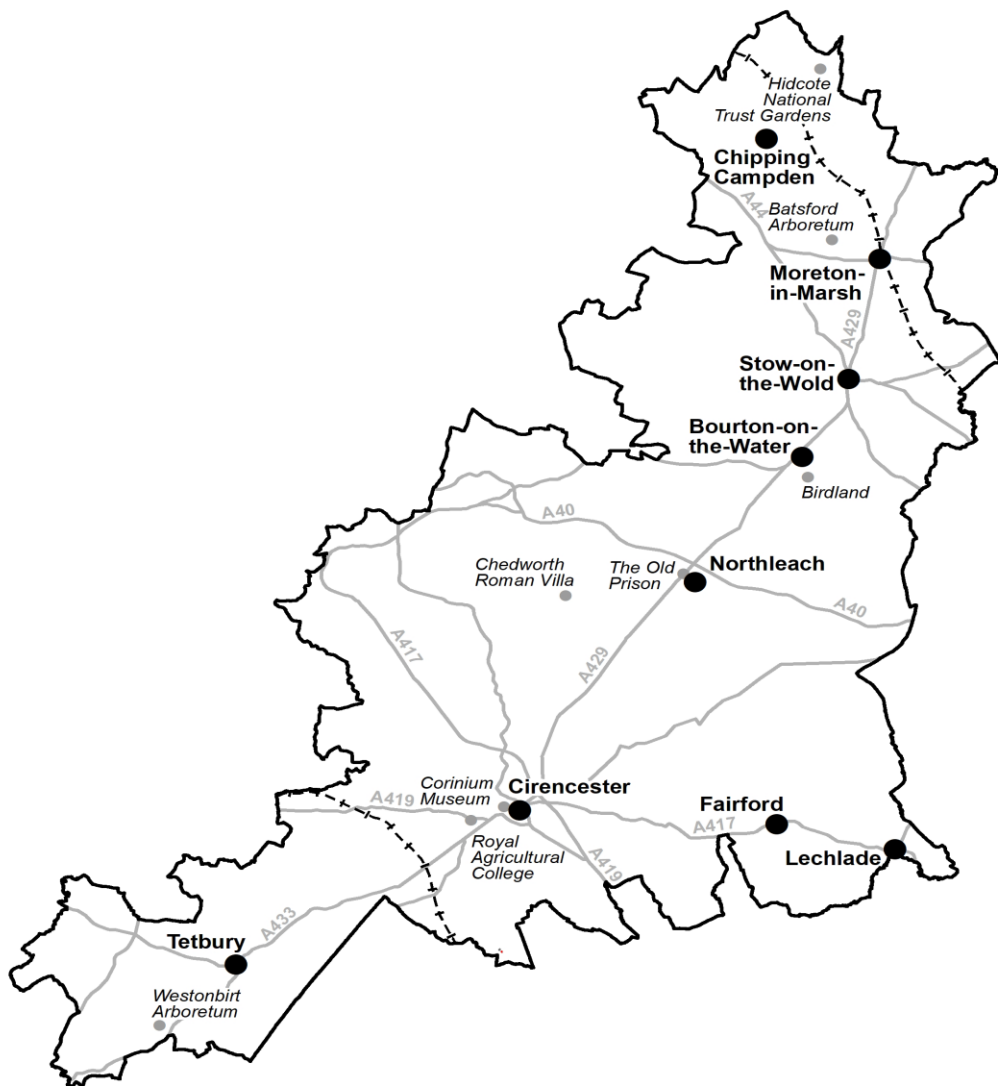 Hidcote
National
Trust Gardens
Chipping
Campden
A44
Batsford
Arboretum
Moreton-
in-Marsh
A429
Stow-on-
the-Wold
Bourton-on-
the-Water
Birdland
A40
Chedworth
Roman Villa
The Old
Prison
Northleach
A40
A417
A429
Corinium
Museum
Cirencester
A419
Fairford
A417
Lechlade
Royal
Agricultural
College
A419
A433
Tetbury
Westonbirt
Arboretum